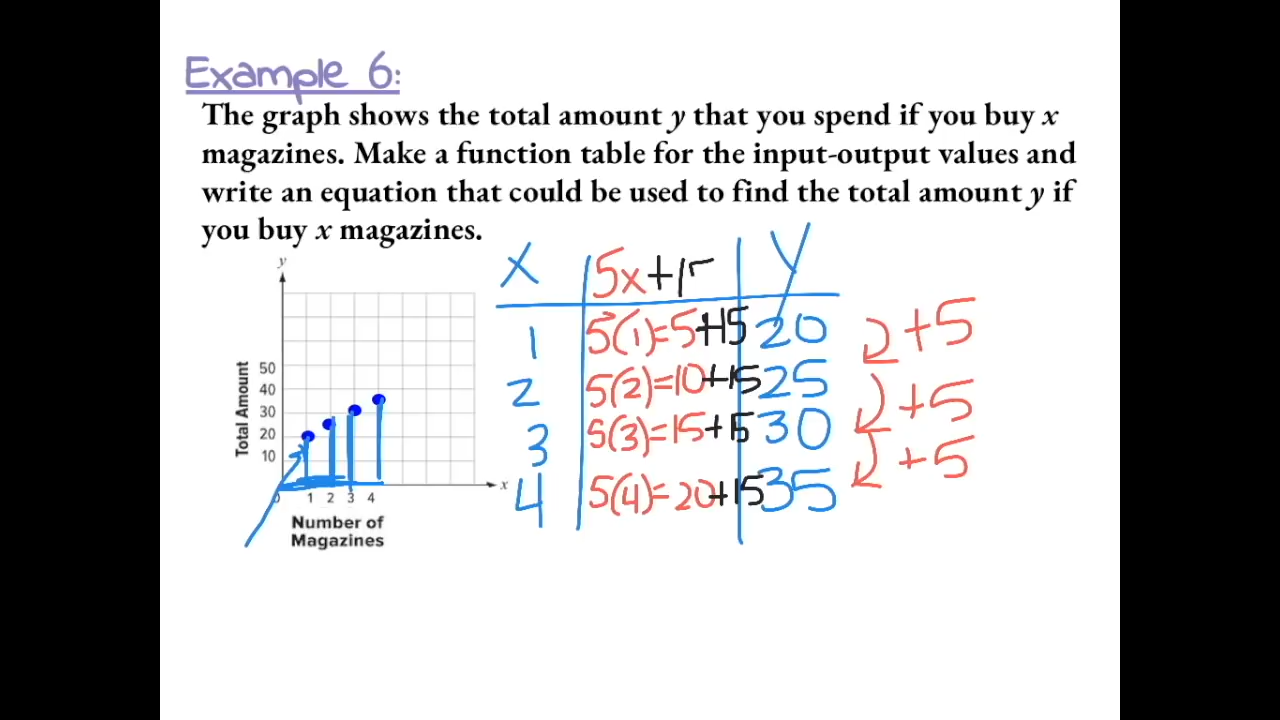 Example 6:
The graph shows the total amount y that you spend if you buy x
magazines. Make a function table for the input-output values and
write an equation that could be used to find the total amount y if
you buy x magazines.
y
50
40
30
20
10
0 1 2 3 4 x
Total Amount
Number of
Magazines
x 5x+15 y
1 5(1)=5+15 20 +5
2 5(2)=10+15 25 +5
3 5(3)=15+15 30 +5
4 5(4)=20+15 35